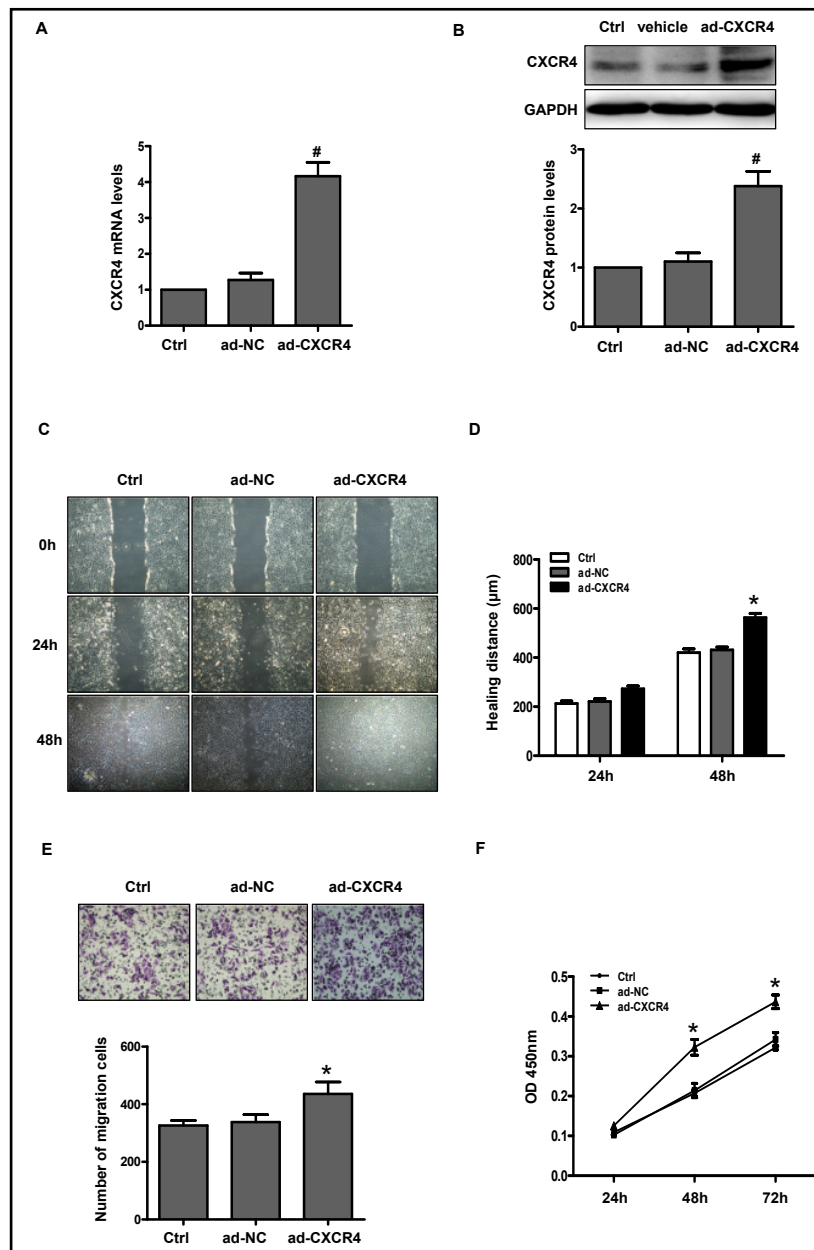 A
CXCR4 mRNA levels
5
4
3
2
1
0
#
Ctrl ad-NC ad-CXCR4
B
Ctrl vehicle ad-CXCR4
CXCR4
GAPDH
CXCR4 protein levels
3
2
1
0
#
Ctrl ad-NC ad-CXCR4
C
Ctrl ad-NC ad-CXCR4
0h
24h
48h
D
Healing distance (μm)
800
600
400
200
0
Ctrl
ad-NC
ad-CXCR4
*
24h 48h
E
Ctrl ad-NC ad-CXCR4
Number of migration cells
600
400
200
0
*
Ctrl ad-NC ad-CXCR4
F
OD 450nm
0.5
0.4
0.3
0.2
0.1
0.0
Ctrl
ad-NC
ad-CXCR4
*
*
24h 48h 72h